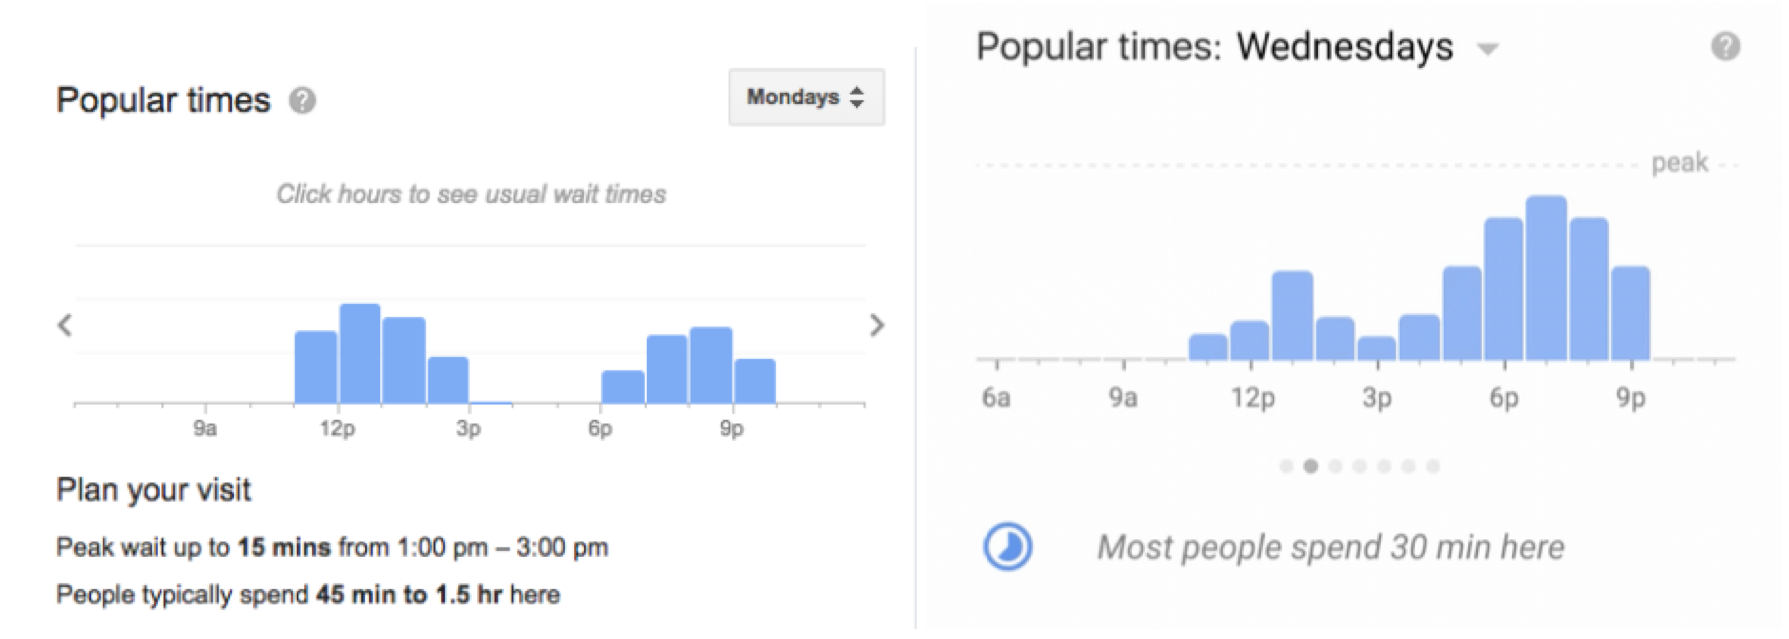 Popular times ?
Mondays
Click hours to see usual wait times
9a 12p 3p 6p 9p
Plan your visit
Peak wait up to 15 mins from 1:00 pm – 3:00 pm
People typically spend 45 min to 1.5 hr here
Popular times: Wednesdays ?
peak
6a 9a 12p 3p 6p 9p
Most people spend 30 min here